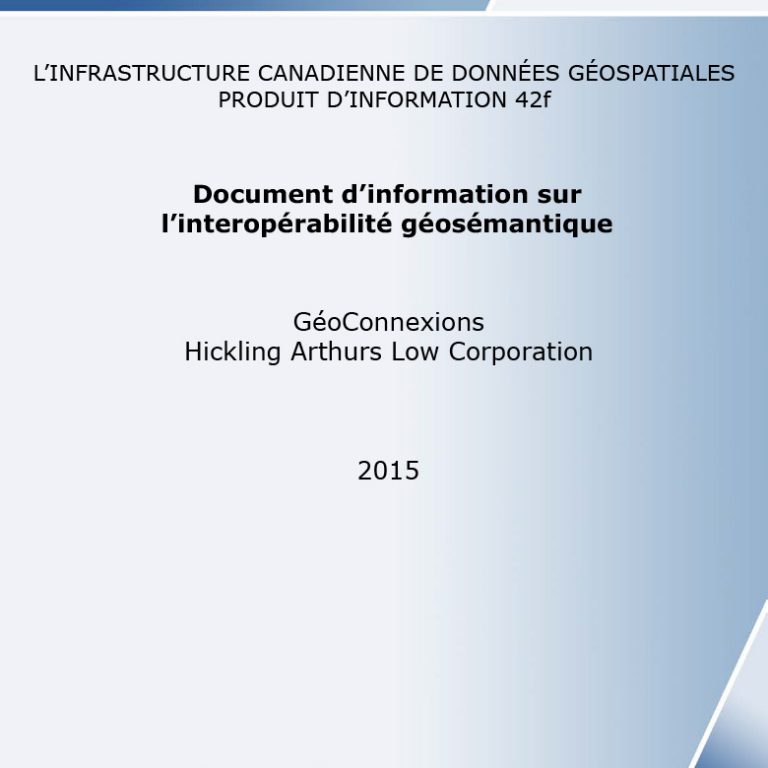 L’INFRASTRUCTURE CANADIENNE DE DONNÉES GÉOSPATIALES
PRODUIT D’INFORMATION 42f
Document d’information sur
l’interopérabilité géosémantique
GéoConnexions
Hickling Arthurs Low Corporation
2015